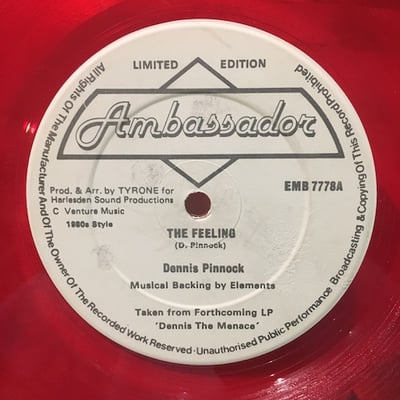 LIMITED EDITION
Ambassador
Prod. & Arr. by TYRONE for
Harlesden Sound Productions
C Venture Music
1980s Style
EMB 7778A
THE FEELING
(D. Pinnock)
Dennis Pinnock
Musical Backing by Elements
Taken from Forthcoming LP
'Dennis The Menace'
All Rights Of The Manufacturer And Of The Owner Of The Recorded Work Reserved · Unauthorised Public Performance Broadcasting & Copying Of This Record Prohibited